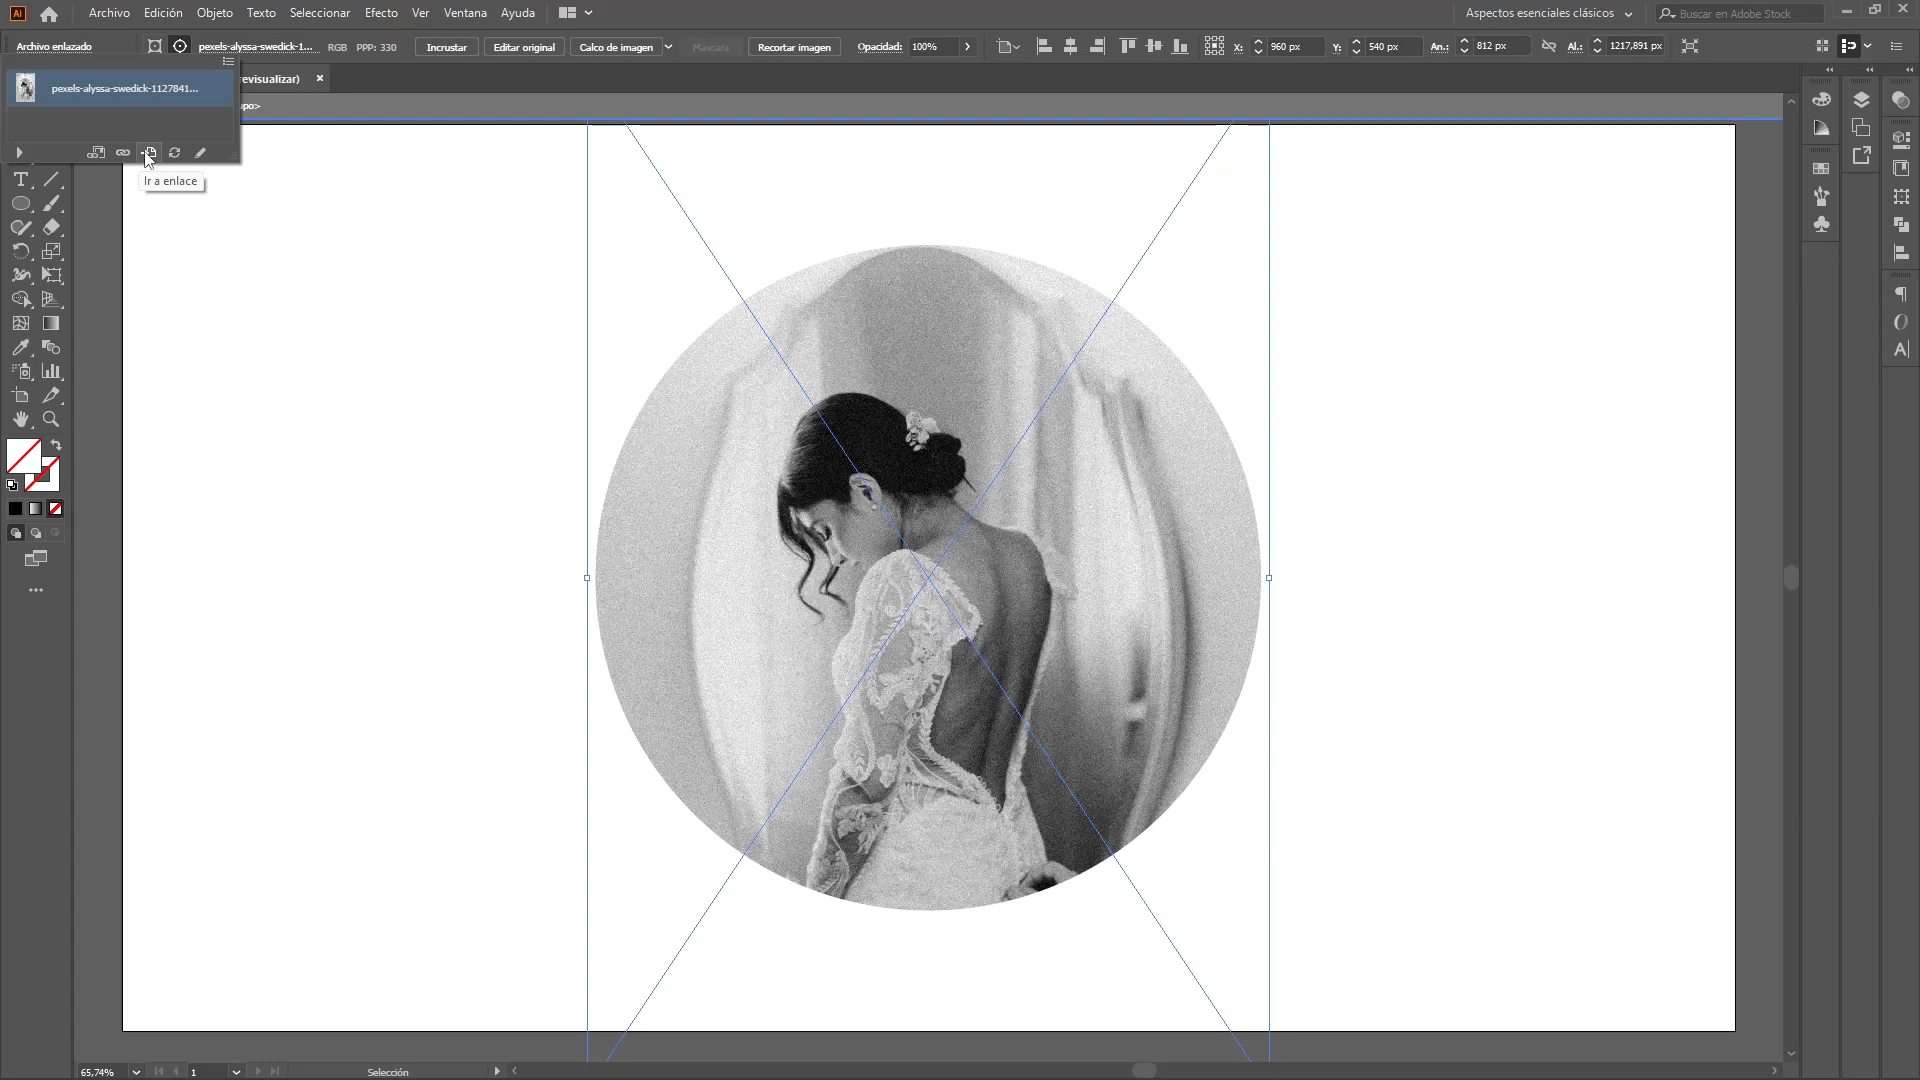 Ai Archivo Edición Objeto Texto Seleccionar Efecto Ver Ventana Ayuda Aspectos esenciales clásicos Buscar en Adobe Stock
Archivo enlazado pexels-alyssa-swedick-1... RGB PPP: 330 Incrustar Editar original Calco de imagen Máscara Recortar imagen Opacidad: 100% X: 960 px Y: 540 px An.: 812 px Al.: 1217,891 px
revisualizar) ×
pexels-alyssa-swedick-1127841...
upo>
Ir a enlace
65,74% 1 Selección